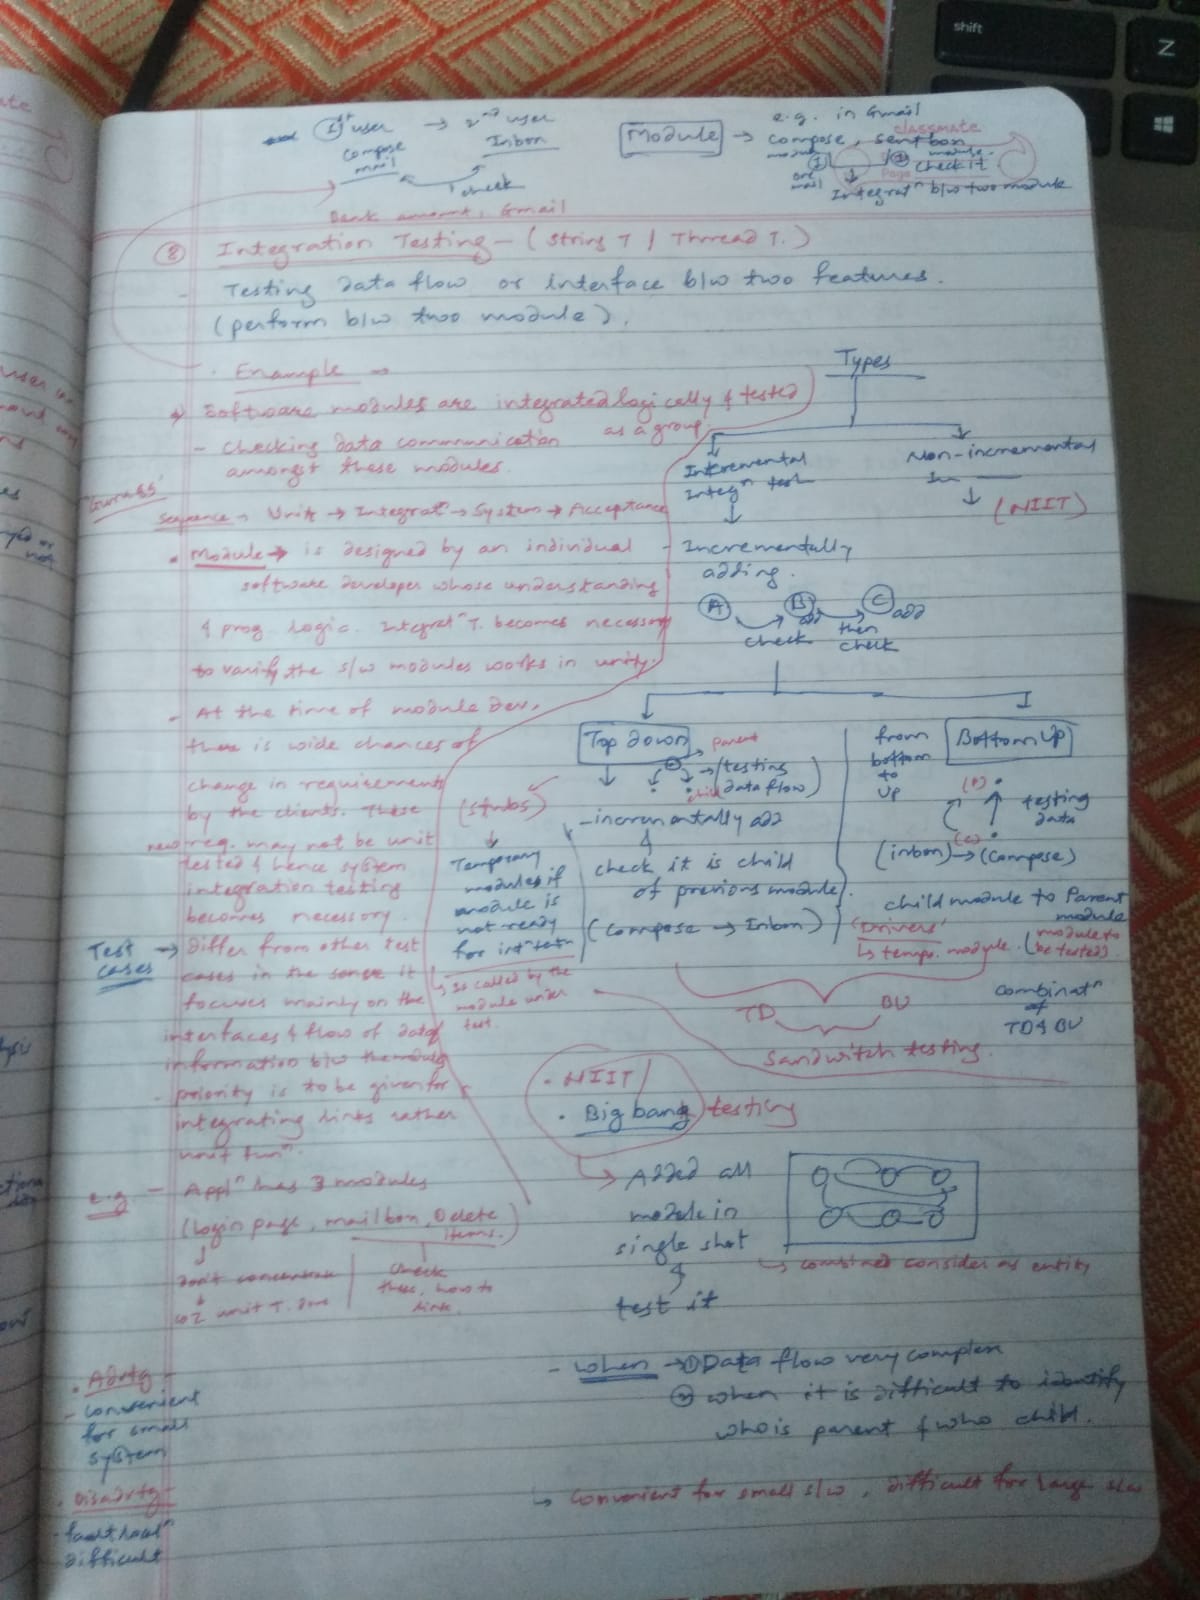 1st user → 2nd user
compose mail
Inbox
check
Module → e.g. in Gmail
compose, sentbox
module
module
check it
one mail
Integratⁿ b/w two module
classmate
Page
Bank amount, Gmail
② Integration Testing - (String T / Thread T.)
- Testing data flow or interface b/w two features.
(perform b/w two module).
. Example →
Software modules are integrated logically & tested
as a group.
- checking data communication
amongst these modules.
'Guru99'
Sequence → Unit → Integratⁿ → System → Acceptance
. Module → is designed by an individual
software developer whose understanding
& prog. logic. Integratⁿ T. becomes necessary
to varify the s/w modules works in unity.
- At the time of module Dev.
there is wide chances of
change in requirements
by the clients. These
new req. may not be unit
tested & hence system
integration testing
becomes necessary.
Test cases → differ from other test
cases in the sense it
focuses mainly on the
interfaces & flow of data/
information b/w the module
- priority is to be given for
integrating links rather
unit funⁿ.
e.g - Applⁿ has 3 modules
(Login page, mailbox, Delete
items.)
don't concentrate
coz unit T. done
Check
these, how to
link.
. Advtg -
- convenient
for small
system
. Disadvtg -
- fault locatⁿ
difficult
Types
Incremental
Integⁿ test
Non-incremental
In
(NIIT)
- Incrementally
adding.
A
B
C
add
add
check
then
check
Top down
parent
child
(testing
data flow)
(stubs)
Temporary
modules if
module is
not ready
for intⁿ testⁿ
Is called by the
module under
test.
- incrementally add
check it is child
of previous module.
(Compose → Inbox)
from
bottom
to
up
Bottom up
(P)
(C)
testing
data
(inbox) → (compose)
child module to Parent
module
'Drivers'
↳ tempo. module. (module to
be tested).
TD
BU
combinatⁿ
of
TD & BU
Sandwitch testing.
. NIIT /
. Big bang testing
→ Added all
module in
single shot
test it
↳ combined consider as entity
- when → ① Data flow very complex
② when it is difficult to identify
who is parent & who child.
↳ convenient for small s/w, difficult for large s/w
shift
Z